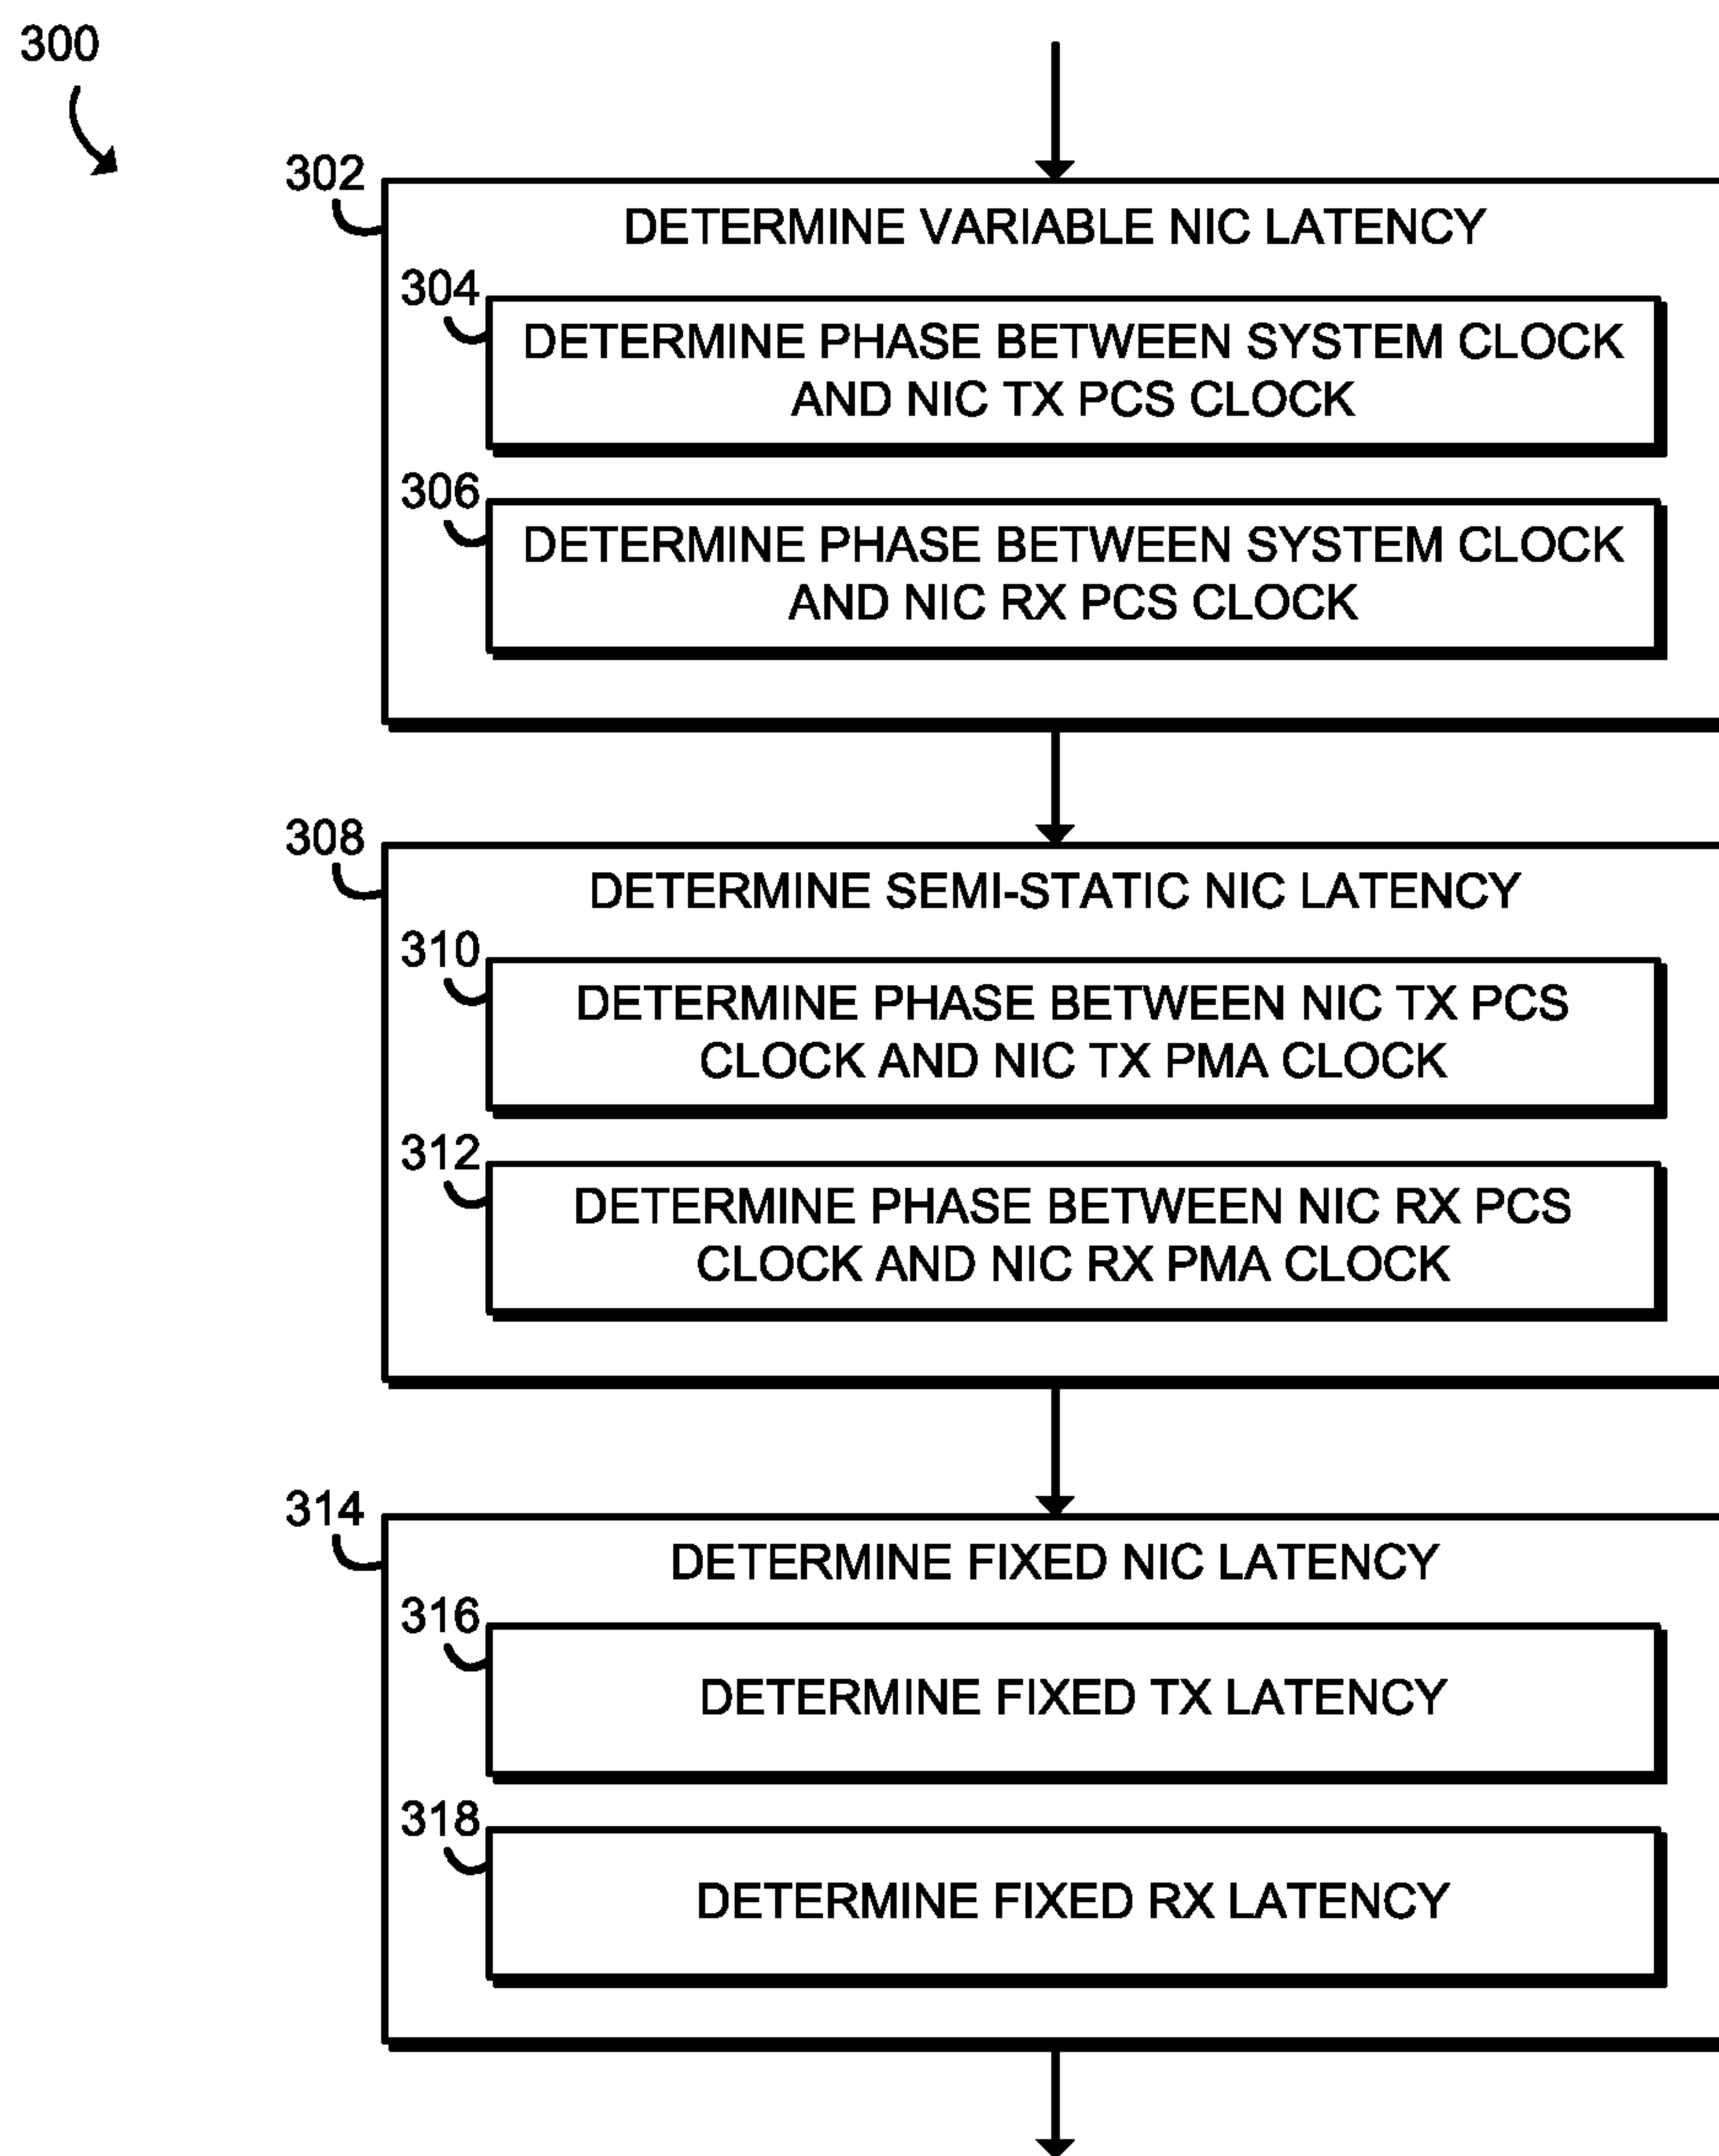 300
302
DETERMINE VARIABLE NIC LATENCY
304
DETERMINE PHASE BETWEEN SYSTEM CLOCK
AND NIC TX PCS CLOCK
306
DETERMINE PHASE BETWEEN SYSTEM CLOCK
AND NIC RX PCS CLOCK
308
DETERMINE SEMI-STATIC NIC LATENCY
310
DETERMINE PHASE BETWEEN NIC TX PCS
CLOCK AND NIC TX PMA CLOCK
312
DETERMINE PHASE BETWEEN NIC RX PCS
CLOCK AND NIC RX PMA CLOCK
314
DETERMINE FIXED NIC LATENCY
316
DETERMINE FIXED TX LATENCY
318
DETERMINE FIXED RX LATENCY